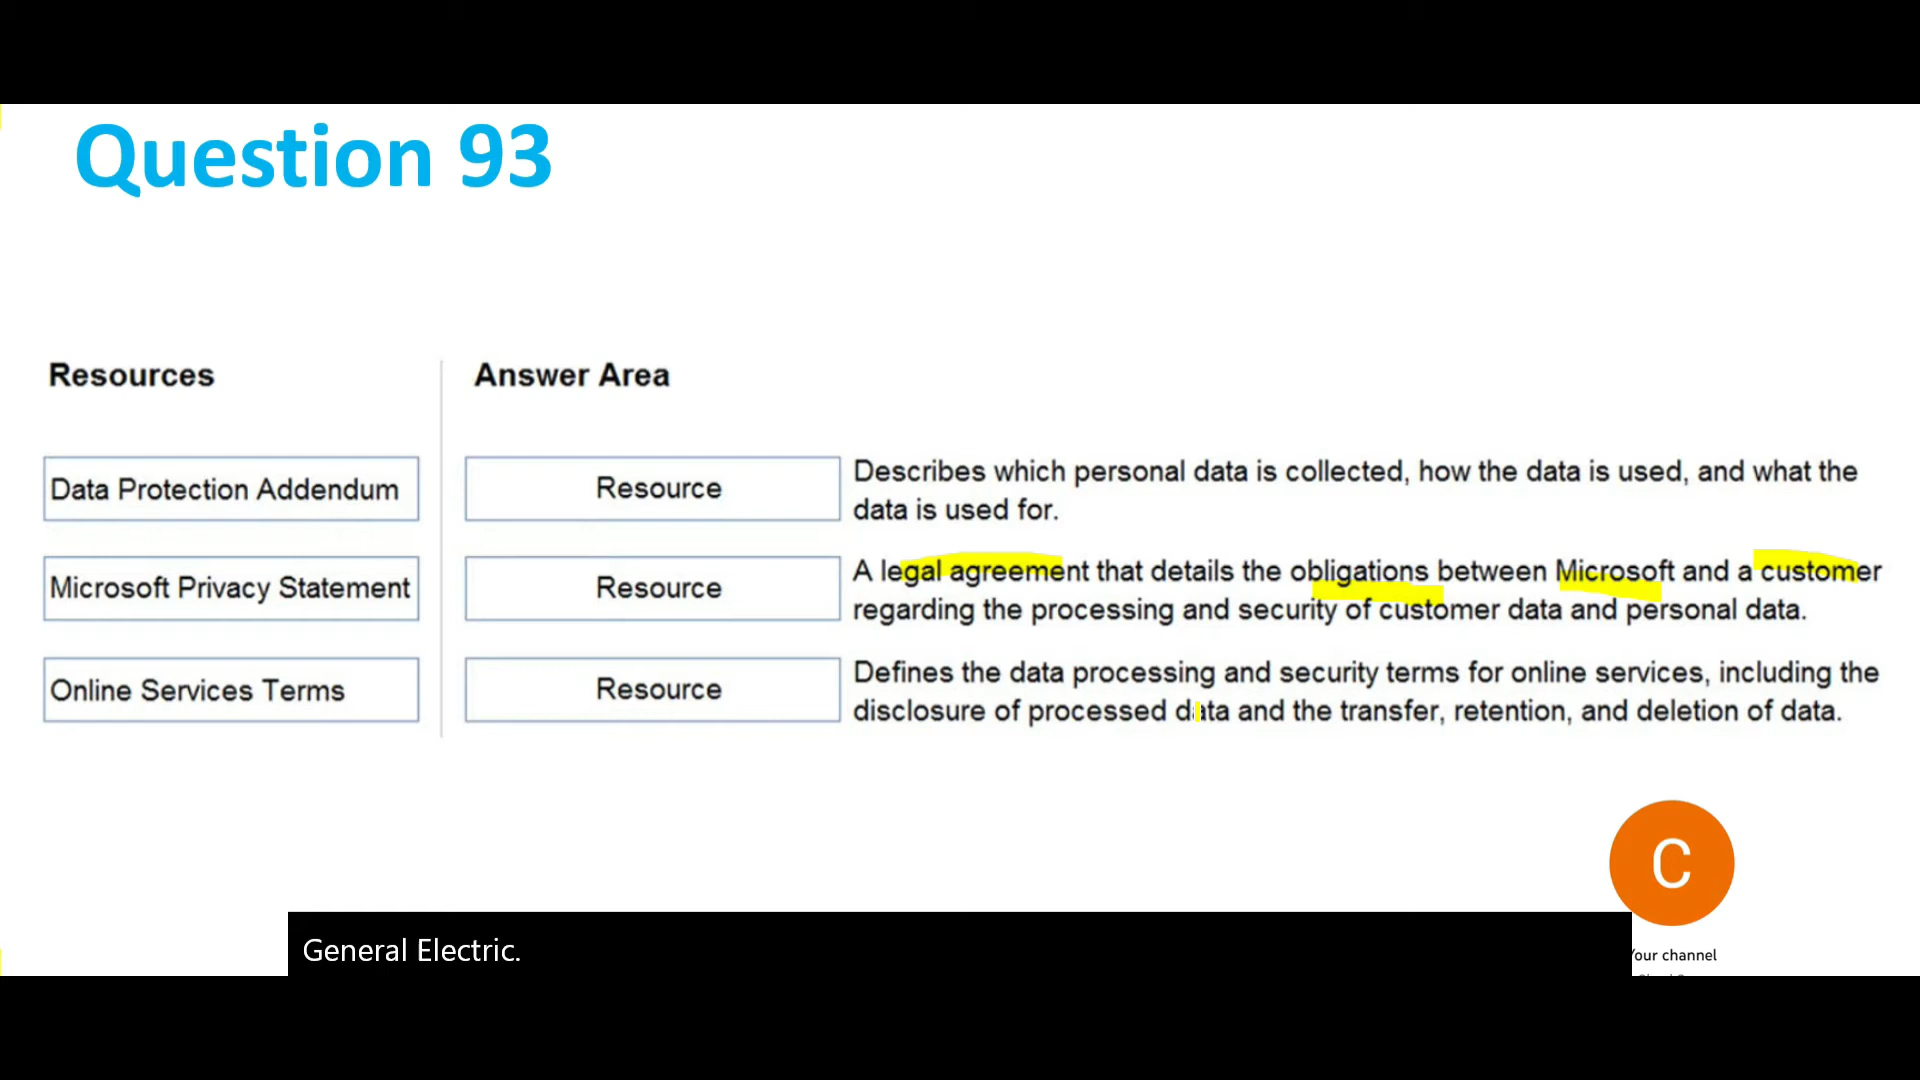 Question 93
Resources
Answer Area
Data Protection Addendum
Resource
Describes which personal data is collected, how the data is used, and what the
data is used for.
Microsoft Privacy Statement
Resource
A legal agreement that details the obligations between Microsoft and a customer
regarding the processing and security of customer data and personal data.
Online Services Terms
Resource
Defines the data processing and security terms for online services, including the
disclosure of processed data and the transfer, retention, and deletion of data.
C
General Electric.
Your channel